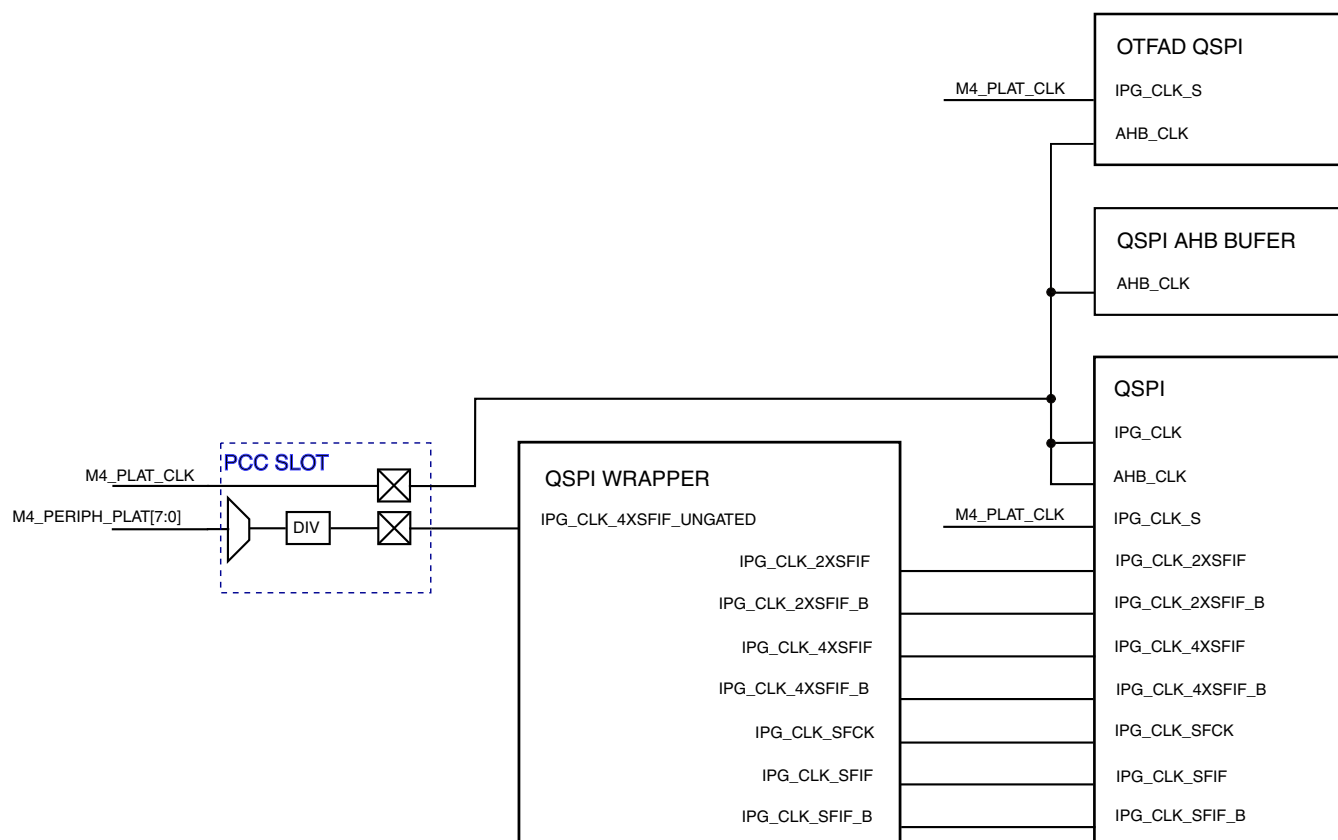 OTFAD QSPI
M4_PLAT_CLK
IPG_CLK_S
AHB_CLK
QSPI AHB BUFER
AHB_CLK
QSPI
IPG_CLK
AHB_CLK
M4_PLAT_CLK
IPG_CLK_S
IPG_CLK_2XSFIF
IPG_CLK_2XSFIF_B
IPG_CLK_4XSFIF
IPG_CLK_4XSFIF_B
IPG_CLK_SFCK
IPG_CLK_SFIF
IPG_CLK_SFIF_B
PCC SLOT
M4_PLAT_CLK
M4_PERIPH_PLAT[7:0]
DIV
QSPI WRAPPER
IPG_CLK_4XSFIF_UNGATED
IPG_CLK_2XSFIF
IPG_CLK_2XSFIF_B
IPG_CLK_4XSFIF
IPG_CLK_4XSFIF_B
IPG_CLK_SFCK
IPG_CLK_SFIF
IPG_CLK_SFIF_B